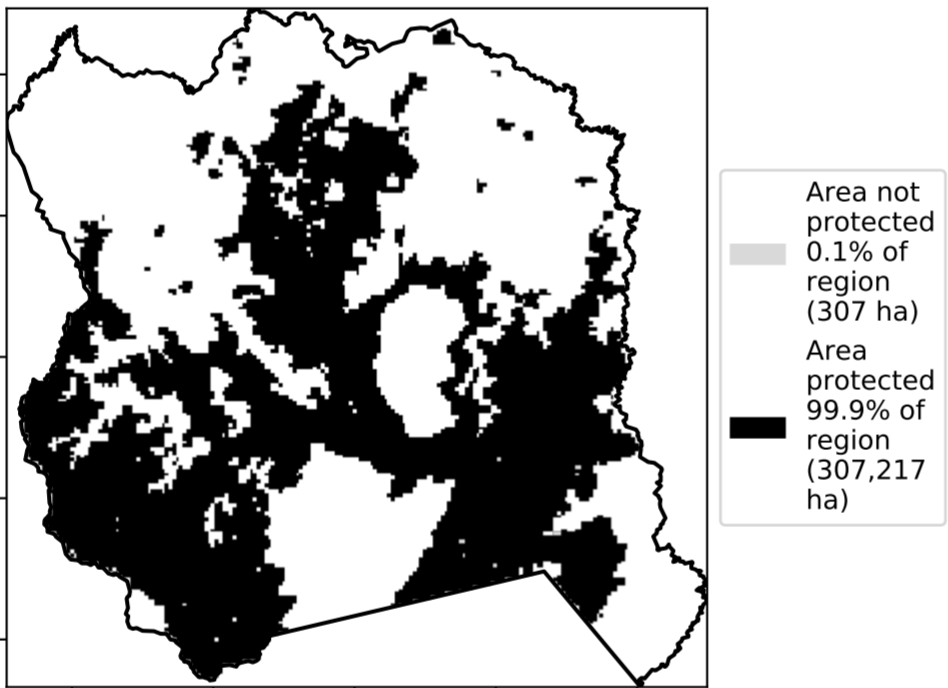 Area not
protected
0.1% of
region
(307 ha)
Area
protected
99.9% of
region
(307,217
ha)